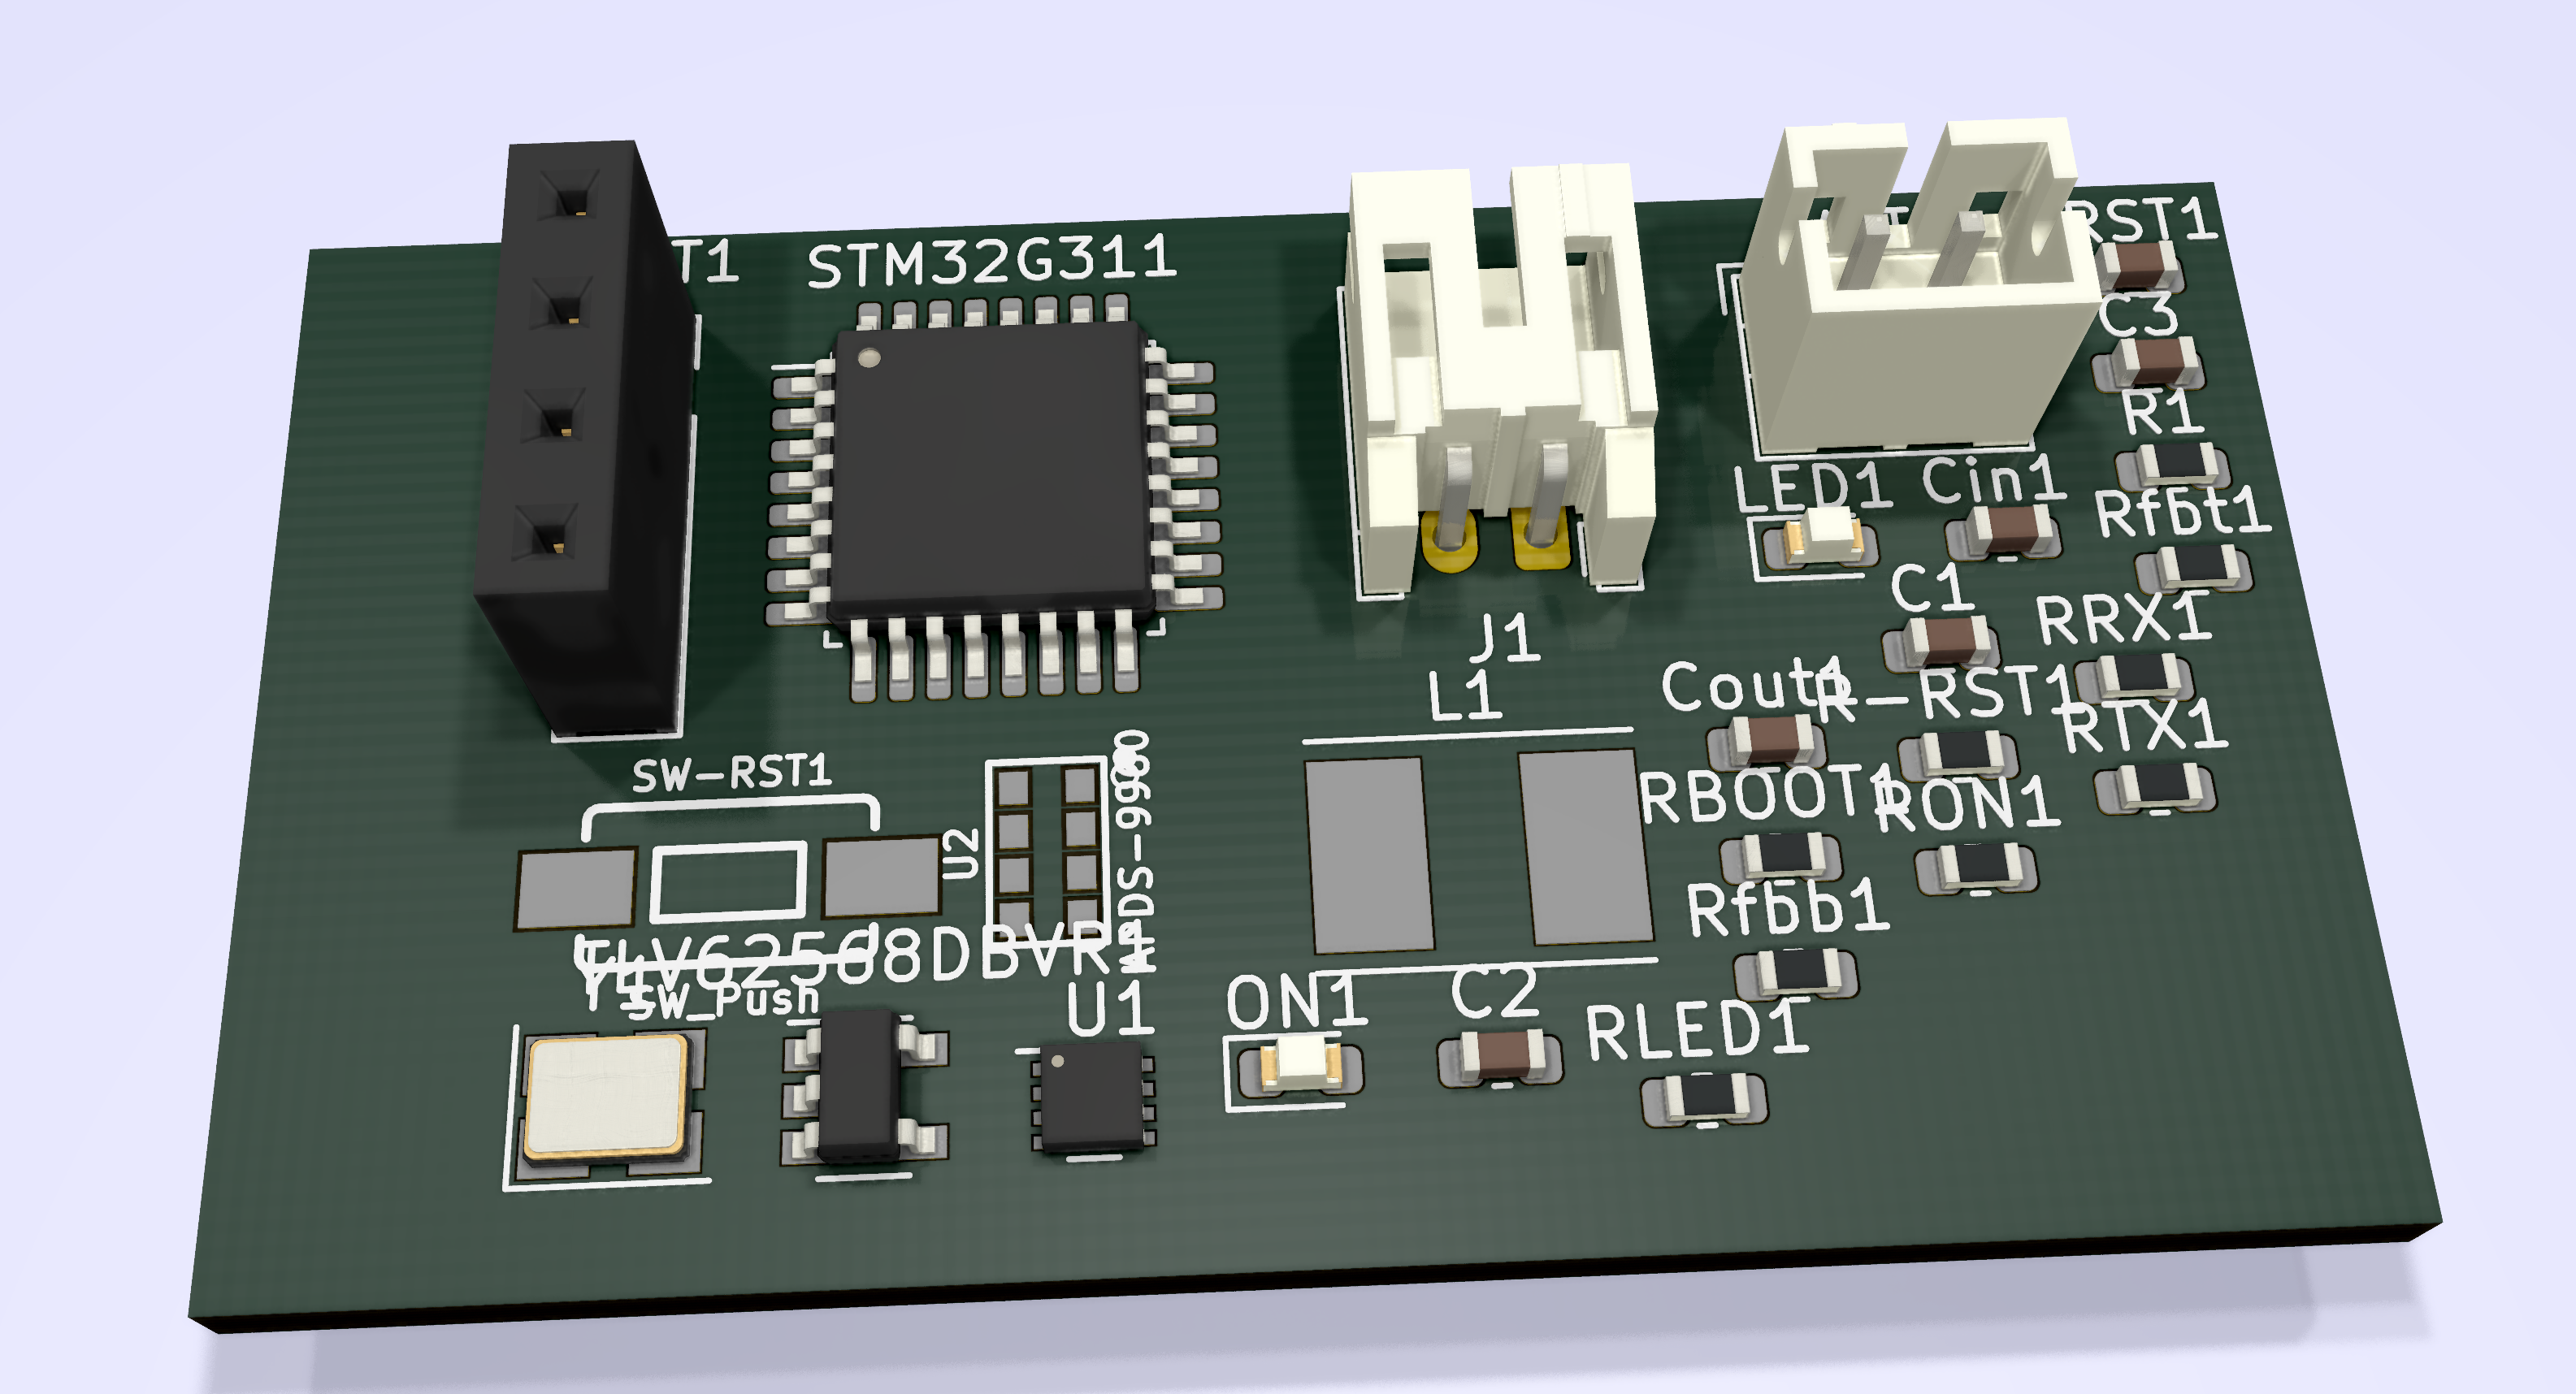 T1
STM32G311
RST1
C3
R1
LED1
Cin1
Rfbt1
C1
RRX1
J1
L1
Cout1
R-RST1
RTX1
SW-RST1
RBOOT1
RON1
U2
Rfbb1
TLV62568DBVR
SW_Push
U1
ON1
C2
RLED1